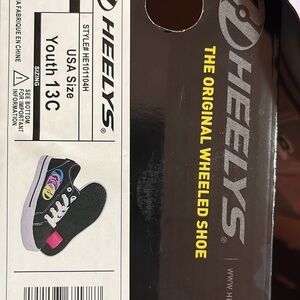 HEELYS®
STYLE# HE101104H
USA Size
Youth 13C
SIZING
SEE BOTTOM
FOR IMPORTANT
INFORMATION
A FABRIQUE EN CHINE
HEELYS®
THE ORIGINAL WHEELED SHOE
WWW.H